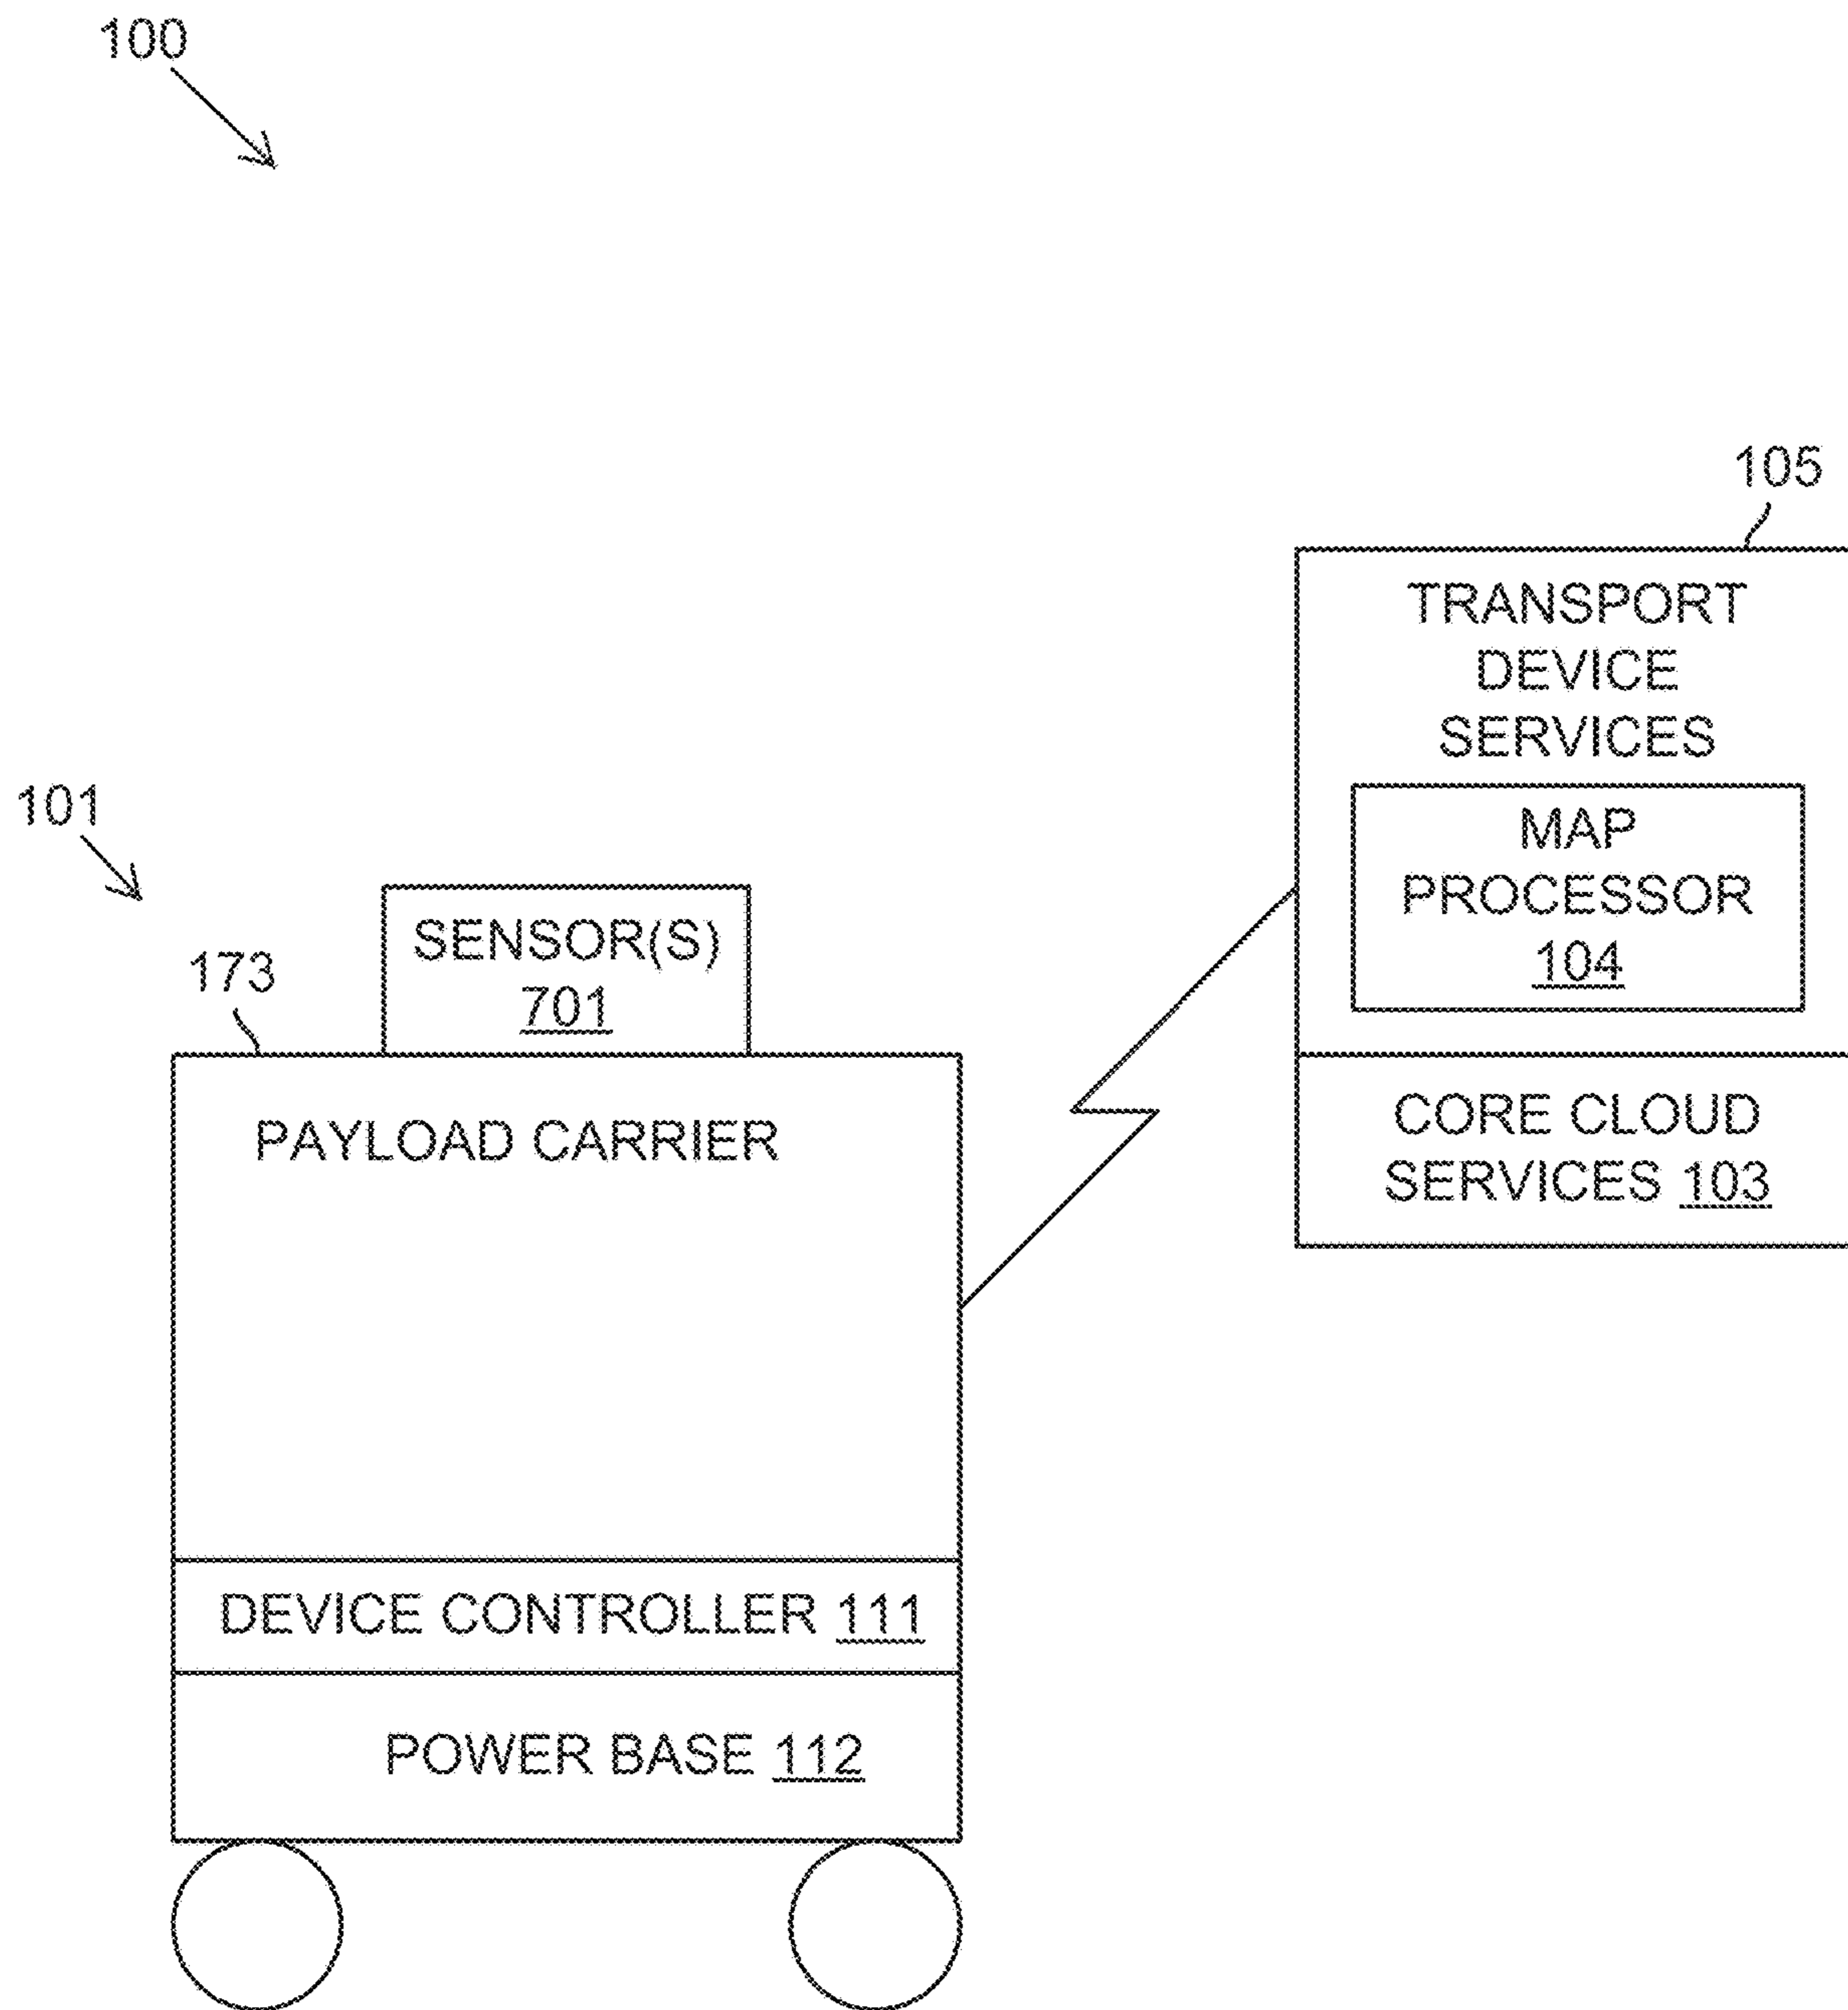 100
105
TRANSPORT
DEVICE
SERVICES
MAP
PROCESSOR
104
CORE CLOUD
SERVICES 103
101
173
SENSOR(S)
701
PAYLOAD CARRIER
DEVICE CONTROLLER 111
POWER BASE 112